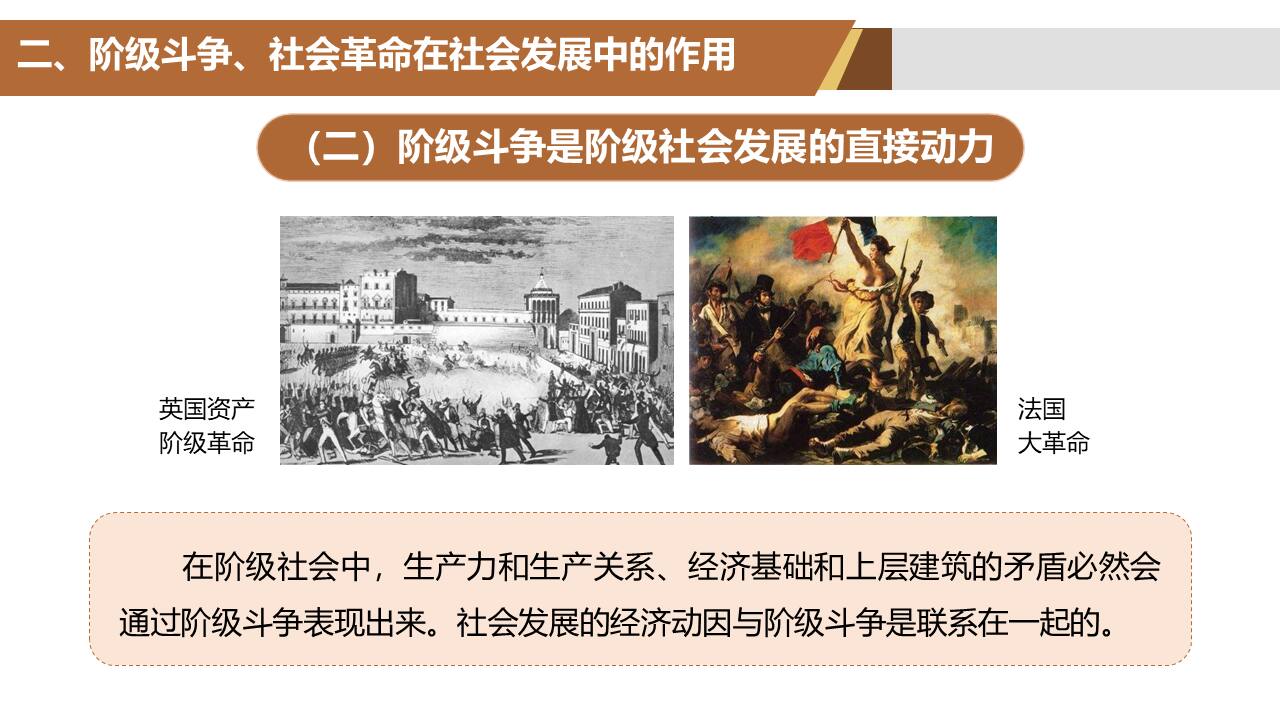 二、阶级斗争、社会革命在社会发展中的作用
（二）阶级斗争是阶级社会发展的直接动力
英国资产
阶级革命
法国
大革命
在阶级社会中，生产力和生产关系、经济基础和上层建筑的矛盾必然会
通过阶级斗争表现出来。社会发展的经济动因与阶级斗争是联系在一起的。